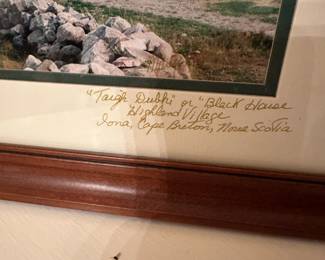 "Taigh Dubh" or "Black House
Highland Village
Iona, Cape Breton, Nova Scotia